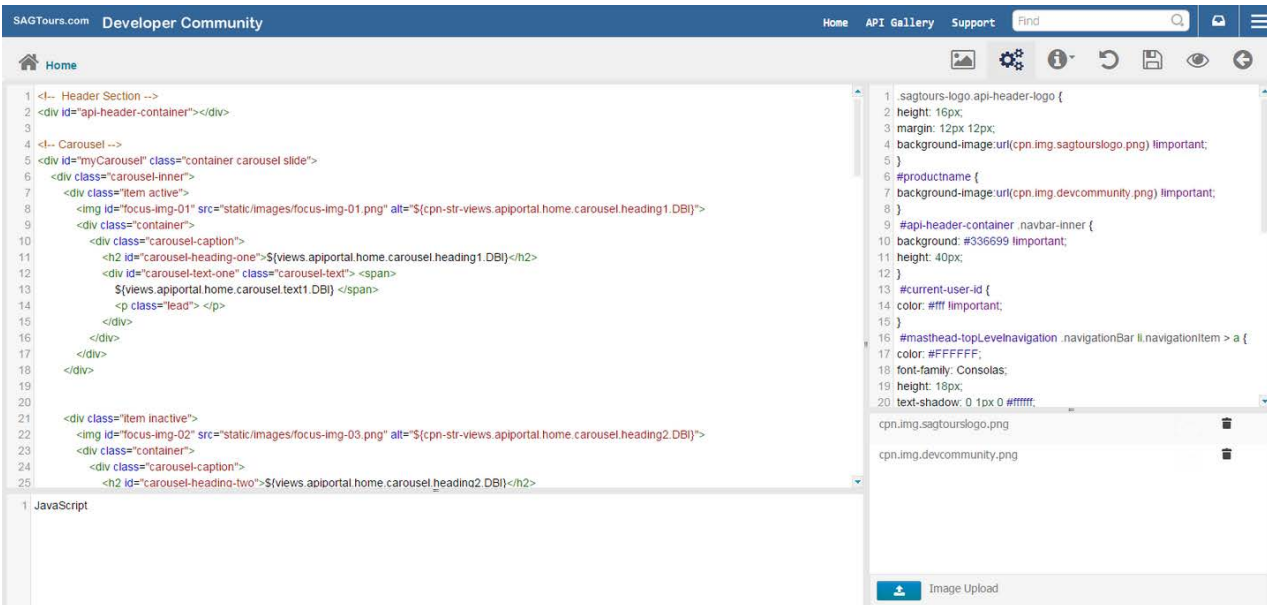 SAGTours.com Developer Community Home API Gallery Support Find
Home
1 <!-- Header Section -->
2 <div id="api-header-container"></div>
3
4 <!-- Carousel -->
5 <div id="myCarousel" class="container carousel slide">
6 <div class="carousel-inner">
7 <div class="item active">
8 <img id="focus-img-01" src="static/images/focus-img-01.png" alt="${cpn-str-views.apiportal.home.carousel.heading1.DBI}">
9 <div class="container">
10 <div class="carousel-caption">
11 <h2 id="carousel-heading-one">${views.apiportal.home.carousel.heading1.DBI}</h2>
12 <div id="carousel-text-one" class="carousel-text"> <span>
13 ${views.apiportal.home.carousel.text1.DBI} </span>
14 <p class="lead"> </p>
15 </div>
16 </div>
17 </div>
18 </div>
19
20
21 <div class="item inactive">
22 <img id="focus-img-02" src="static/images/focus-img-03.png" alt="${cpn-str-views.apiportal.home.carousel.heading2.DBI}">
23 <div class="container">
24 <div class="carousel-caption">
25 <h2 id="carousel-heading-two">${views.apiportal.home.carousel.heading2.DBI}</h2>
1 JavaScript
1 .sagtours-logo.api-header-logo {
2 height: 16px;
3 margin: 12px 12px;
4 background-image:url(cpn.img.sagtourslogo.png) !important;
5 }
6 #productname {
7 background-image:url(cpn.img.devcommunity.png) !important;
8 }
9 #api-header-container .navbar-inner {
10 background: #336699 !important;
11 height: 40px;
12 }
13 #current-user-id {
14 color: #fff !important;
15 }
16 #masthead-topLevelnavigation .navigationBar li.navigationItem > a {
17 color: #FFFFFF;
18 font-family: Consolas;
19 height: 18px;
20 text-shadow: 0 1px 0 #ffffff;
cpn.img.sagtourslogo.png
cpn.img.devcommunity.png
Image Upload